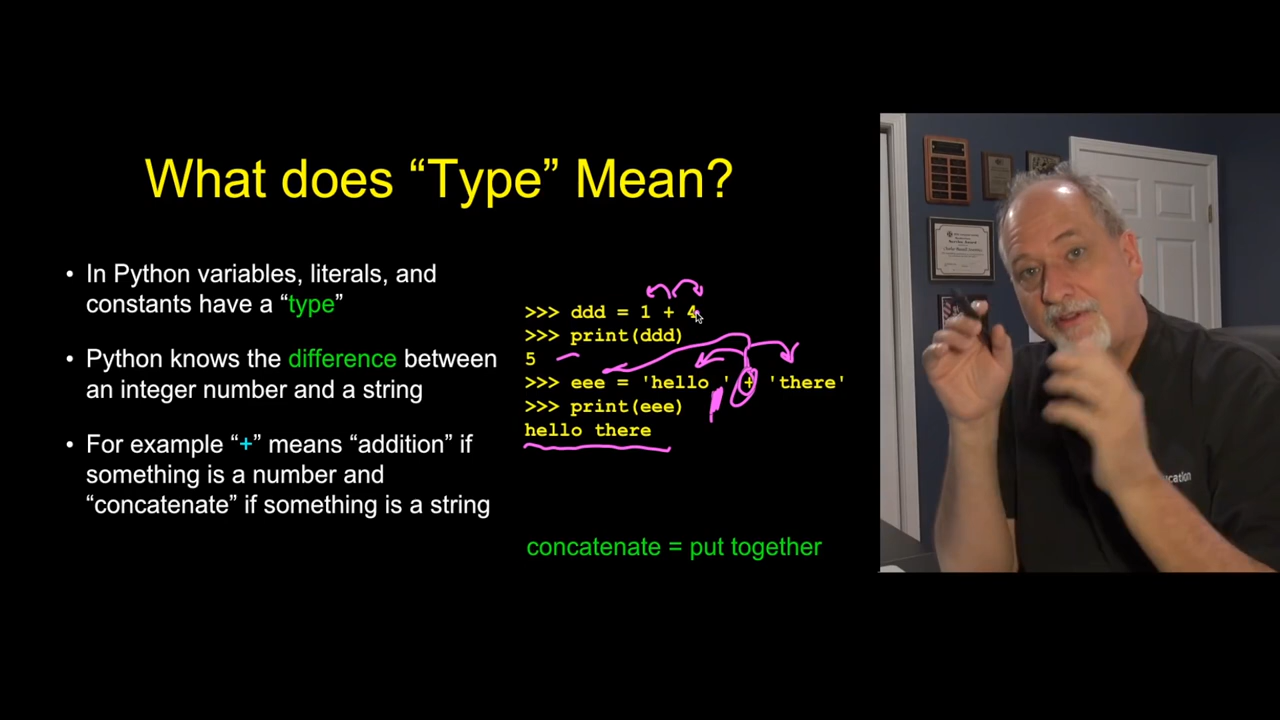 What does “Type” Mean?
• In Python variables, literals, and
constants have a “type”
• Python knows the difference between
an integer number and a string
• For example “+” means “addition” if
something is a number and
“concatenate” if something is a string
>>> ddd = 1 + 4
>>> print(ddd)
5
>>> eee = 'hello ' + 'there'
>>> print(eee)
hello there
concatenate = put together